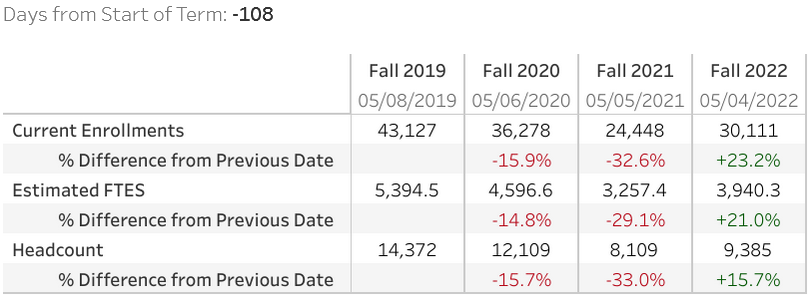 Days from Start of Term: -108
Fall 2019 Fall 2020 Fall 2021 Fall 2022
05/08/2019 05/06/2020 05/05/2021 05/04/2022
Current Enrollments 43,127 36,278 24,448 30,111
% Difference from Previous Date -15.9% -32.6% +23.2%
Estimated FTES 5,394.5 4,596.6 3,257.4 3,940.3
% Difference from Previous Date -14.8% -29.1% +21.0%
Headcount 14,372 12,109 8,109 9,385
% Difference from Previous Date -15.7% -33.0% +15.7%